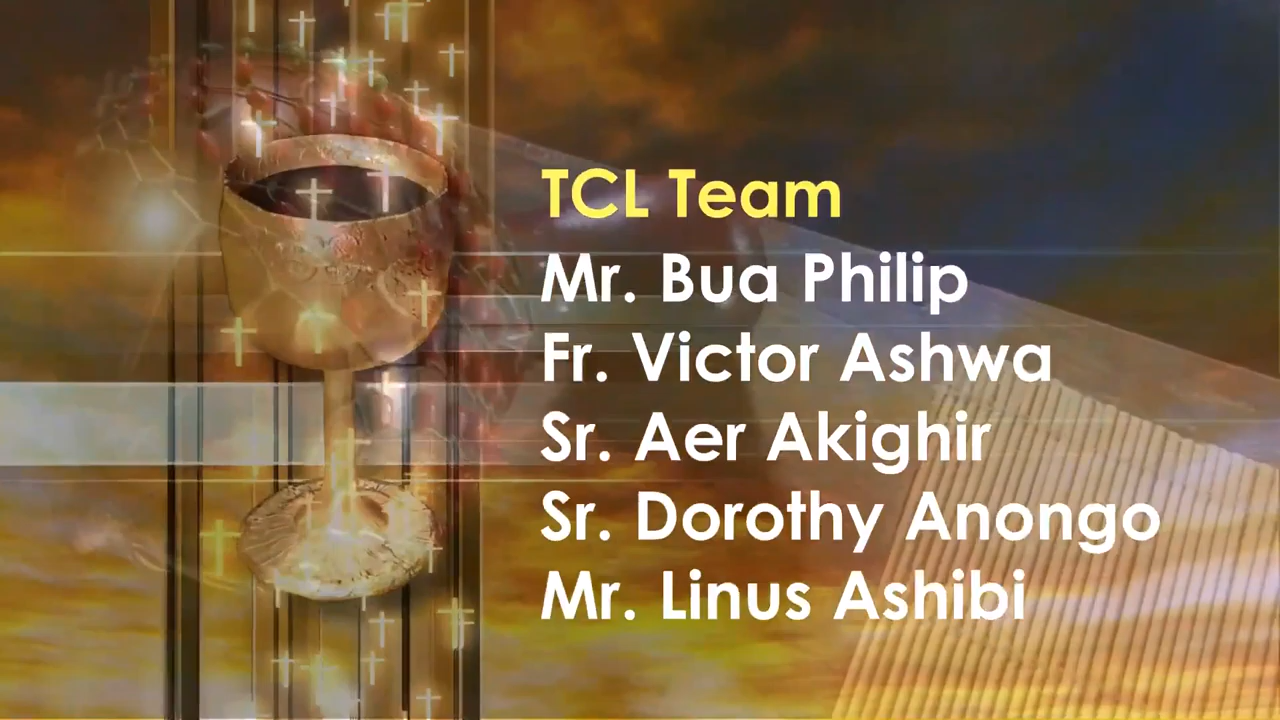 TCL Team
Mr. Bua Philip
Fr. Victor Ashwa
Sr. Aer Akighir
Sr. Dorothy Anongo
Mr. Linus Ashibi